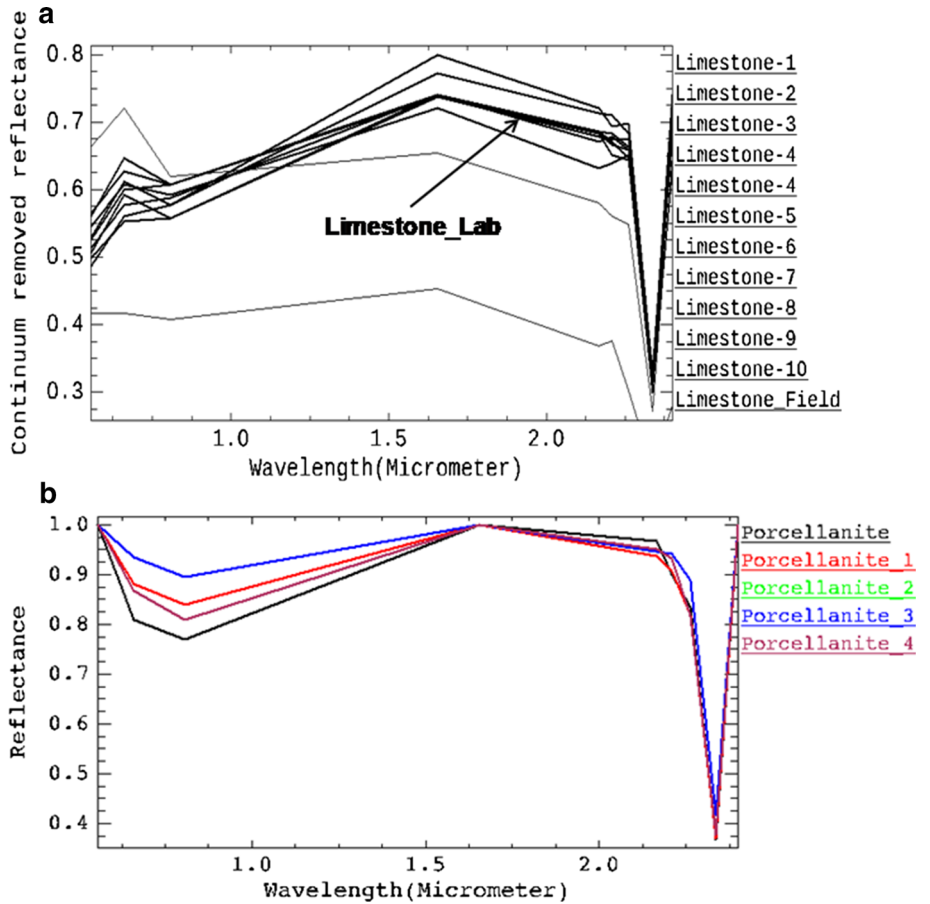 a
Continuum removed reflectance
0.8
0.7
0.6
0.5
0.4
0.3
Limestone_Lab
1.0 1.5 2.0
Wavelength(Micrometer)
Limestone-1
Limestone-2
Limestone-3
Limestone-4
Limestone-4
Limestone-5
Limestone-6
Limestone-7
Limestone-8
Limestone-9
Limestone-10
Limestone_Field
b
Reflectance
1.0
0.9
0.8
0.7
0.6
0.5
0.4
1.0 1.5 2.0
Wavelength(Micrometer)
Porcellanite
Porcellanite_1
Porcellanite_2
Porcellanite_3
Porcellanite_4